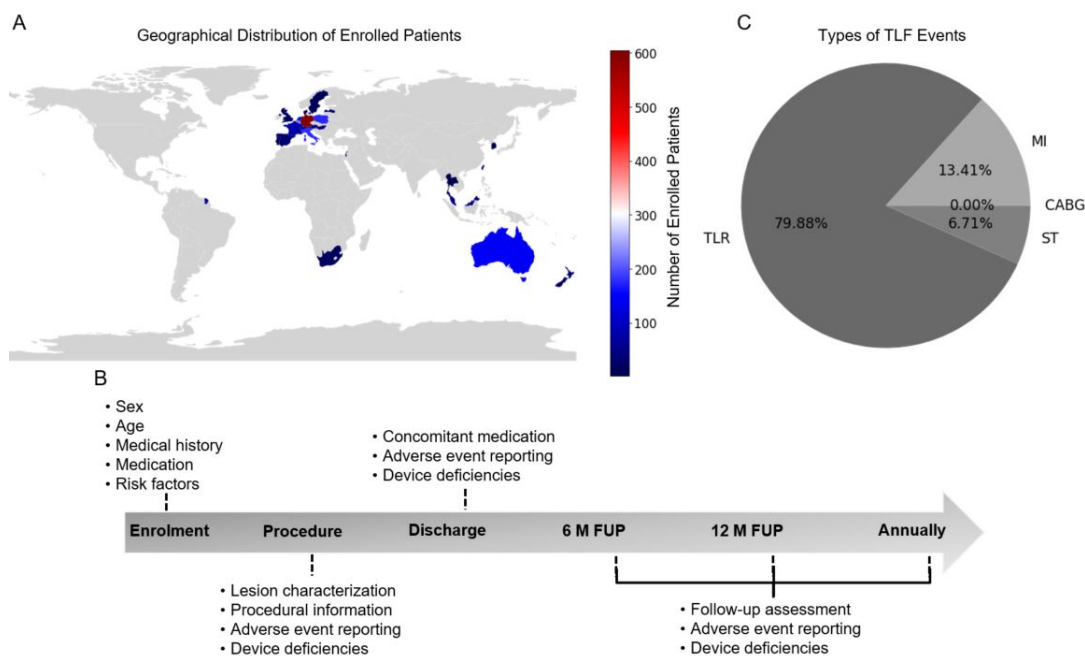 A
Geographical Distribution of Enrolled Patients
600
500
400
300
200
100
Number of Enrolled Patients
C
Types of TLF Events
MI
13.41%
CABG
0.00%
ST
6.71%
TLR
79.88%
B
• Sex
• Age
• Medical history
• Medication
• Risk factors
• Concomitant medication
• Adverse event reporting
• Device deficiencies
Enrolment
Procedure
Discharge
6 M FUP
12 M FUP
Annually
• Lesion characterization
• Procedural information
• Adverse event reporting
• Device deficiencies
• Follow-up assessment
• Adverse event reporting
• Device deficiencies